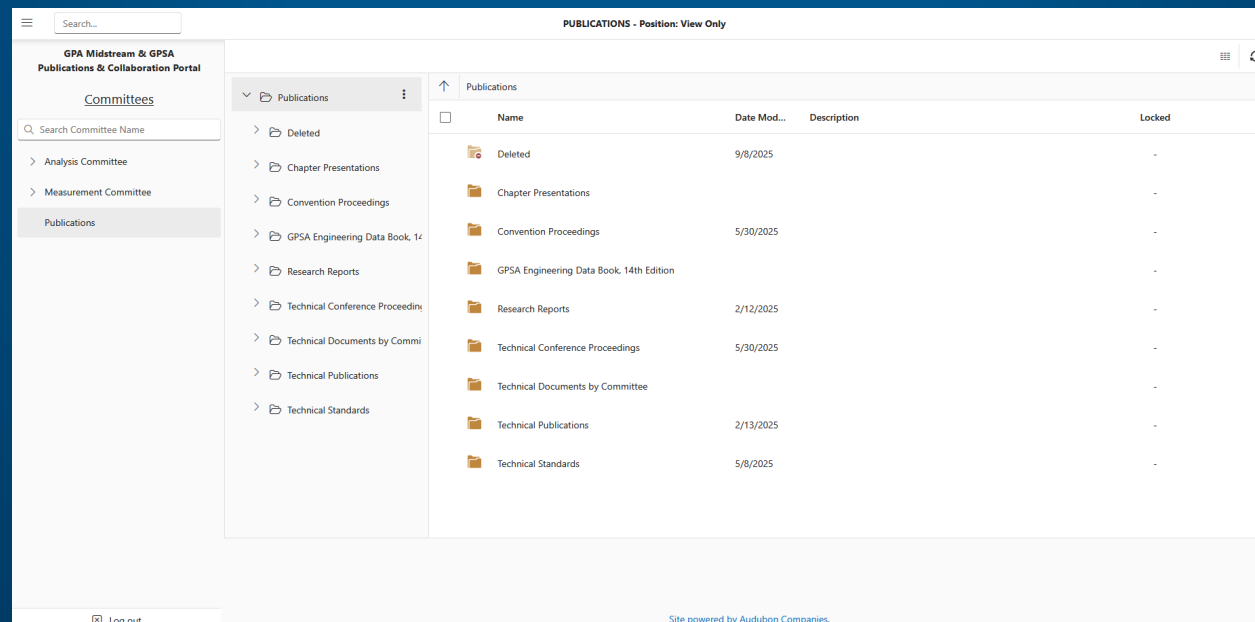 Search...
PUBLICATIONS - Position: View Only
GPA Midstream & GPSA
Publications & Collaboration Portal
Committees
Search Committee Name
Analysis Committee
Measurement Committee
Publications
Log out
Publications
Deleted
Chapter Presentations
Convention Proceedings
GPSA Engineering Data Book, 14
Research Reports
Technical Conference Proceeding
Technical Documents by Commi
Technical Publications
Technical Standards
Publications
Name Date Mod... Description Locked
Deleted 9/8/2025 -
Chapter Presentations -
Convention Proceedings 5/30/2025 -
GPSA Engineering Data Book, 14th Edition -
Research Reports 2/12/2025 -
Technical Conference Proceedings 5/30/2025 -
Technical Documents by Committee -
Technical Publications 2/13/2025 -
Technical Standards 5/8/2025 -
Site powered by Audubon Companies.